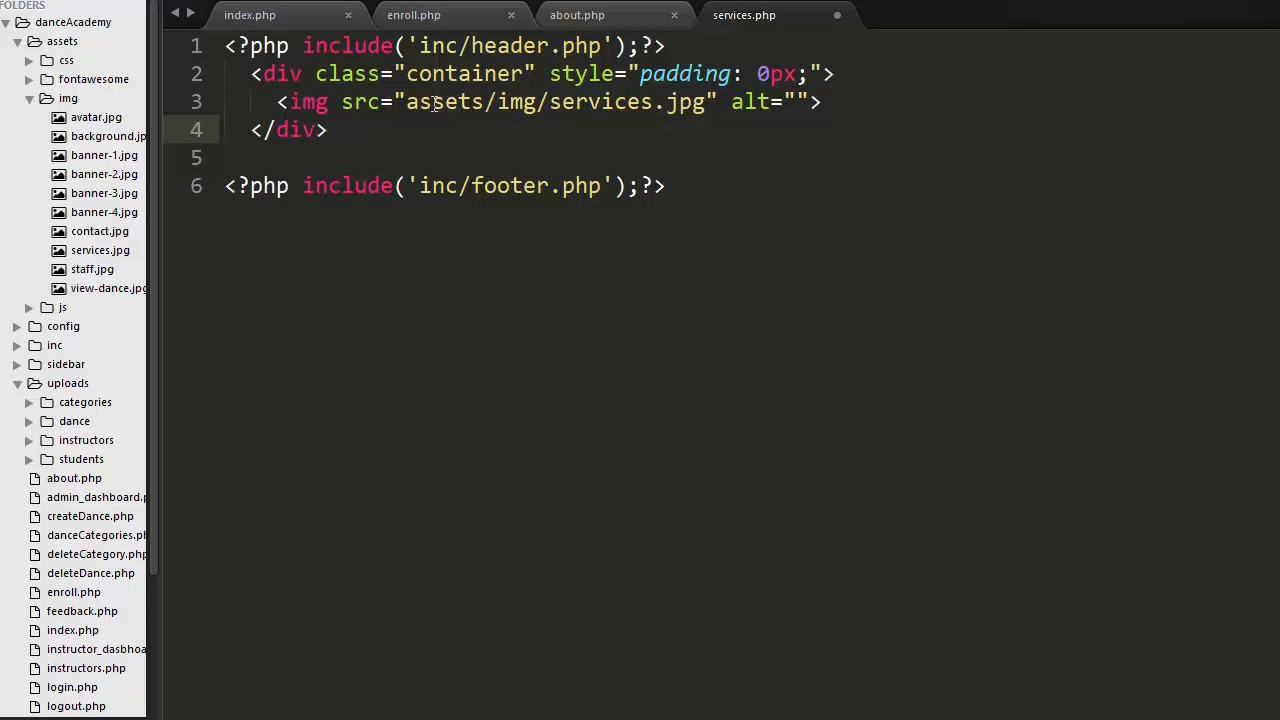 FOLDERS
danceAcademy
assets
css
fontawesome
img
avatar.jpg
background.jp
banner-1.jpg
banner-2.jpg
banner-3.jpg
banner-4.jpg
contact.jpg
services.jpg
staff.jpg
view-dance.jpg
js
config
inc
sidebar
uploads
categories
dance
instructors
students
about.php
admin_dashboard.p
createDance.php
danceCategories.ph
deleteCategory.php
deleteDance.php
enroll.php
feedback.php
index.php
instructor_dasbhoa
instructors.php
login.php
logout.php
index.php × enroll.php × about.php × services.php
1 <?php include('inc/header.php');?>
2 <div class="container" style="padding: 0px;">
3 <img src="assets/img/services.jpg" alt="">
4 </div>
5
6 <?php include('inc/footer.php');?>